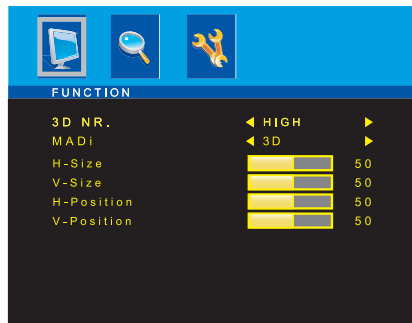 FUNCTION
3D NR. HIGH
MADi 3D
H-Size 50
V-Size 50
H-Position 50
V-Position 50